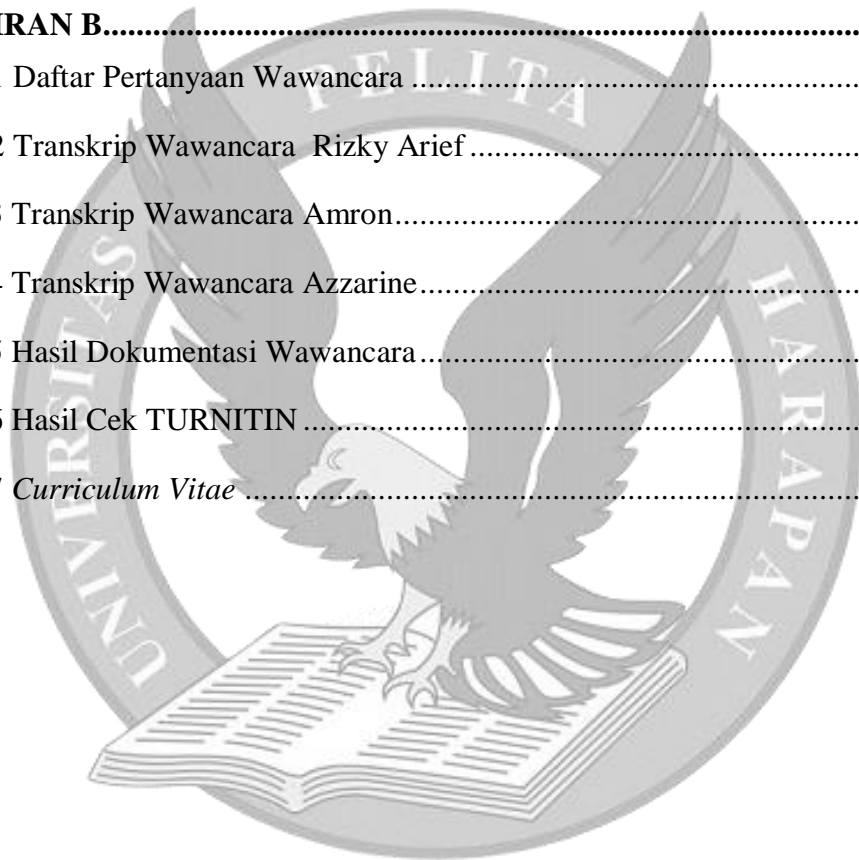 IRAN B
Daftar Pertanyaan Wawancara
2 Transkrip Wawancara Rizky Arief
Transkrip Wawancara Amron
Transkrip Wawancara Azzarine
Hasil Dokumentasi Wawancara
Hasil Cek TURNITIN
Curriculum Vitae
UNIVERSITAS PELITA HARAPAN